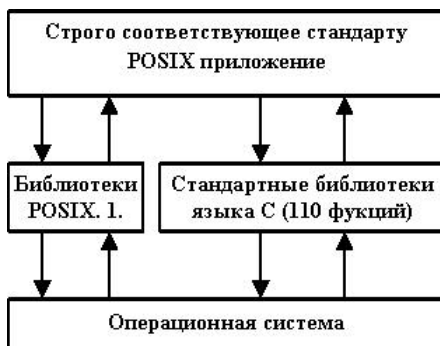 Строго соответствующее стандарту
POSIX приложение
Библиотеки
POSIX. 1.
Стандартные библиотеки
языка С (110 фукций)
Операционная система